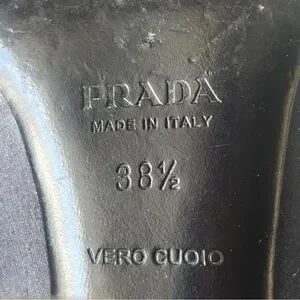 PRADA
MADE IN ITALY
38½
VERO CUOIO